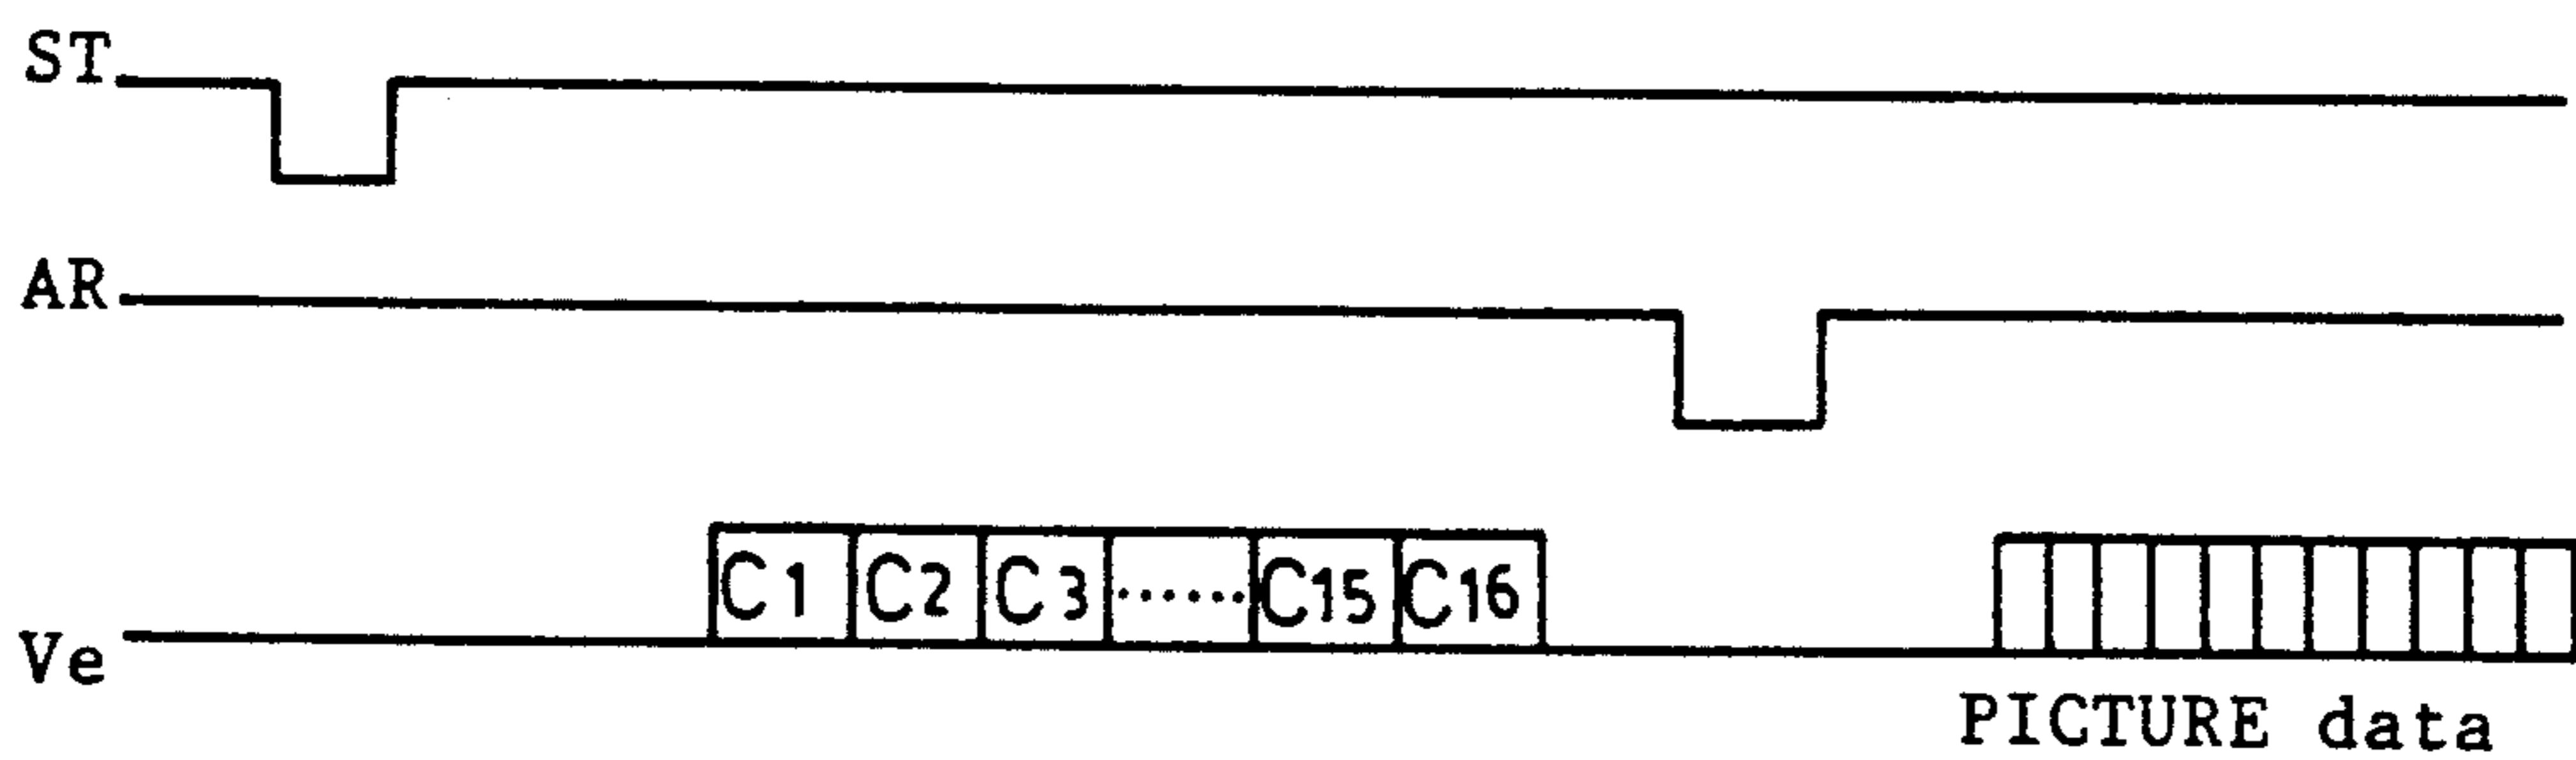 ST
AR
Ve
C1 C2 C3 ...... C15 C16
PICTURE data